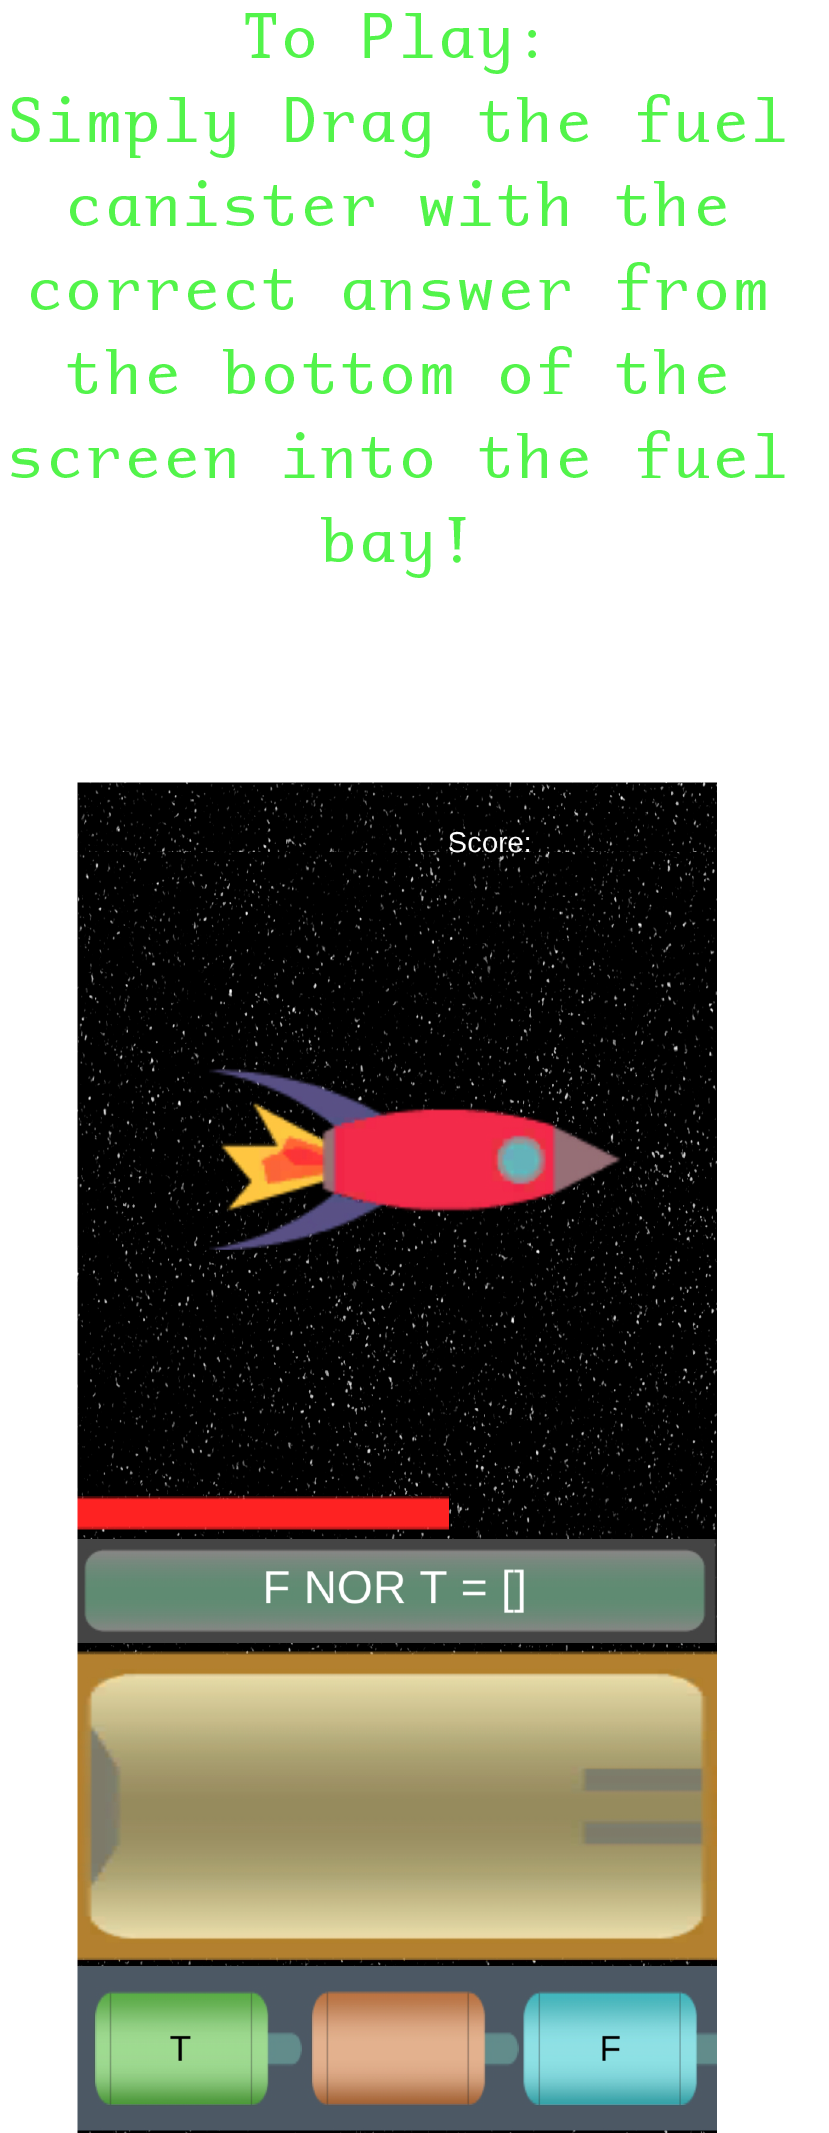 To Play:
Simply Drag the fuel
canister with the
correct answer from
the bottom of the
screen into the fuel
bay!
Score:
F NOR T = []
T
F